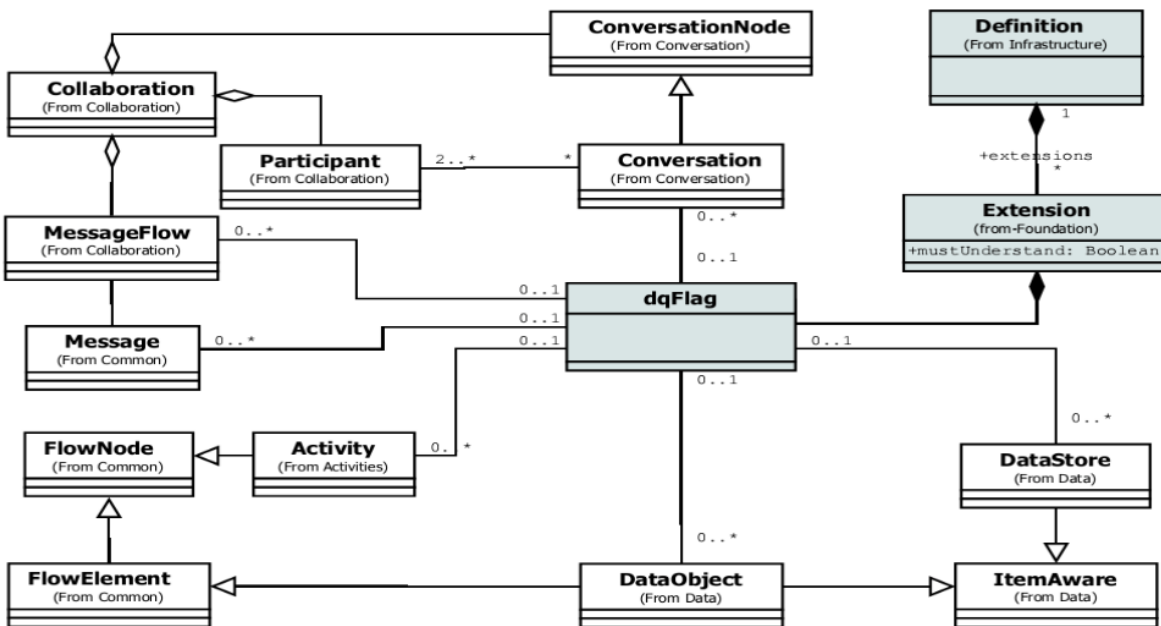 ConversationNode
(From Conversation)
Definition
(From Infrastructure)
Collaboration
(From Collaboration)
1
+extensions
*
Participant
(From Collaboration)
2..*
*
Conversation
(From Conversation)
Extension
(from-Foundation)
+mustUnderstand: Boolean
MessageFlow
(From Collaboration)
0..*
0..*
0..1
0..1
dqFlag
Message
(From Common)
0..*
0..1
0..1
0..1
0..1
0..*
FlowNode
(From Common)
Activity
(From Activities)
0..*
DataStore
(From Data)
0..*
FlowElement
(From Common)
DataObject
(From Data)
ItemAware
(From Data)